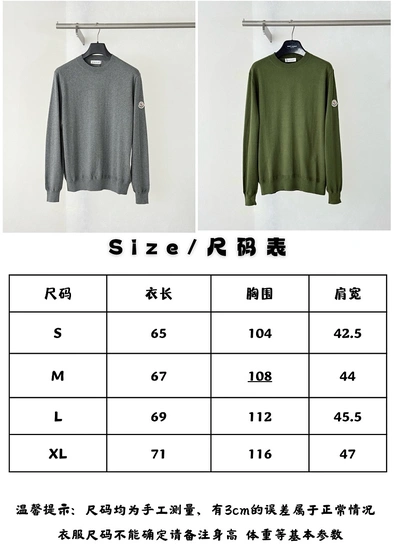 Size/尺码表
尺码 衣长 胸围 肩宽
S 65 104 42.5
M 67 108 44
L 69 112 45.5
XL 71 116 47
温馨提示：尺码均为手工测量、有3cm的误差属于正常情况
衣服尺码不能确定请备注身高 体重等基本参数